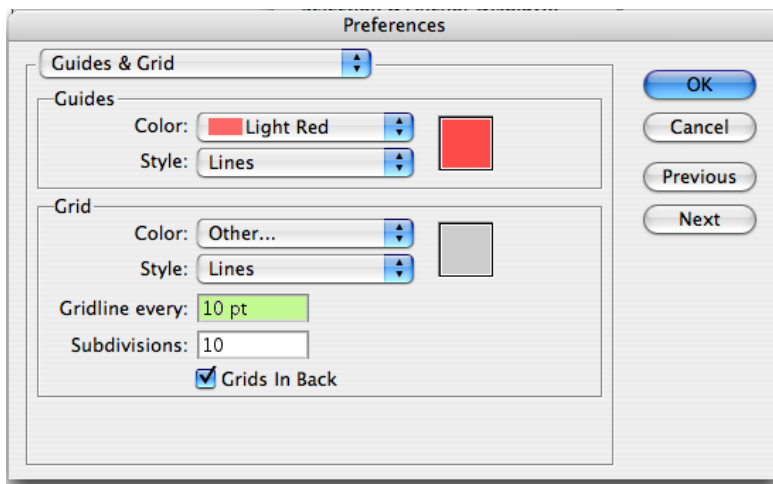 Preferences
Guides & Grid
OK
Guides
Color: Light Red
Cancel
Style: Lines
Previous
Grid
Next
Color: Other...
Style: Lines
Gridline every: 10 pt
Subdivisions: 10
Grids In Back